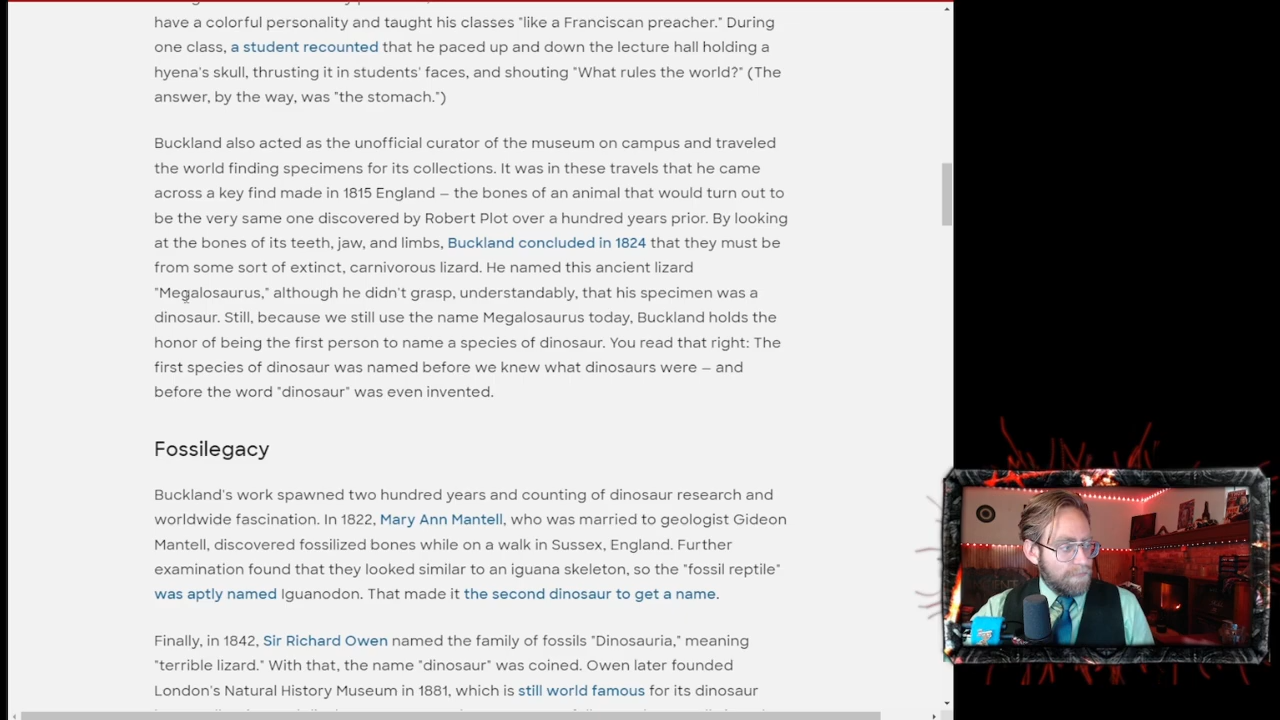 have a colorful personality and taught his classes "like a Franciscan preacher." During
one class, a student recounted that he paced up and down the lecture hall holding a
hyena's skull, thrusting it in students' faces, and shouting "What rules the world?" (The
answer, by the way, was "the stomach.")
Buckland also acted as the unofficial curator of the museum on campus and traveled
the world finding specimens for its collections. It was in these travels that he came
across a key find made in 1815 England – the bones of an animal that would turn out to
be the very same one discovered by Robert Plot over a hundred years prior. By looking
at the bones of its teeth, jaw, and limbs, Buckland concluded in 1824 that they must be
from some sort of extinct, carnivorous lizard. He named this ancient lizard
"Megalosaurus," although he didn't grasp, understandably, that his specimen was a
dinosaur. Still, because we still use the name Megalosaurus today, Buckland holds the
honor of being the first person to name a species of dinosaur. You read that right: The
first species of dinosaur was named before we knew what dinosaurs were – and
before the word "dinosaur" was even invented.
Fossilegacy
Buckland's work spawned two hundred years and counting of dinosaur research and
worldwide fascination. In 1822, Mary Ann Mantell, who was married to geologist Gideon
Mantell, discovered fossilized bones while on a walk in Sussex, England. Further
examination found that they looked similar to an iguana skeleton, so the "fossil reptile"
was aptly named Iguanodon. That made it the second dinosaur to get a name.
Finally, in 1842, Sir Richard Owen named the family of fossils "Dinosauria," meaning
"terrible lizard." With that, the name "dinosaur" was coined. Owen later founded
London's Natural History Museum in 1881, which is still world famous for its dinosaur